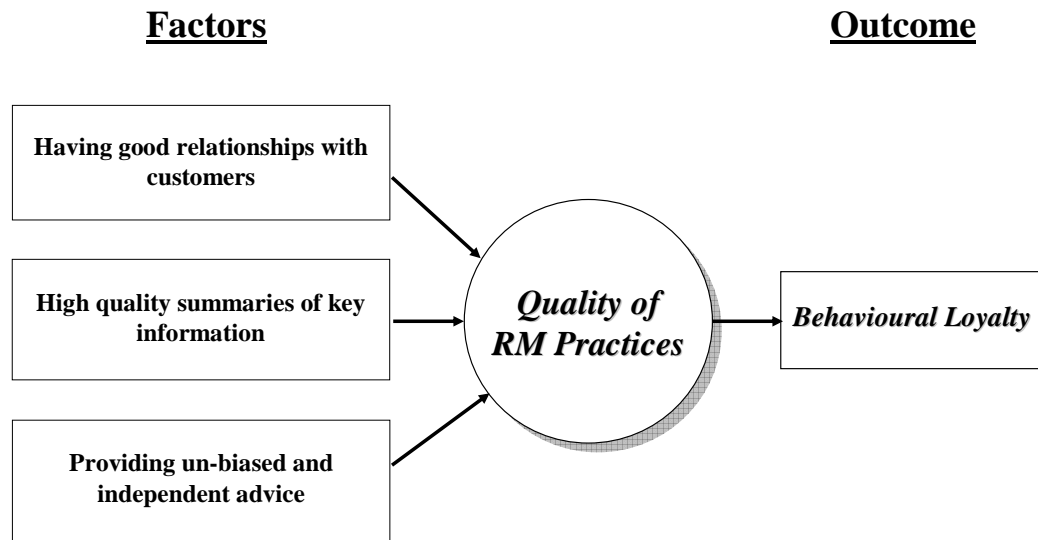 Factors
Outcome
Having good relationships with
customers
High quality summaries of key
information
Providing un-biased and
independent advice
Quality of
RM Practices
Behavioural Loyalty